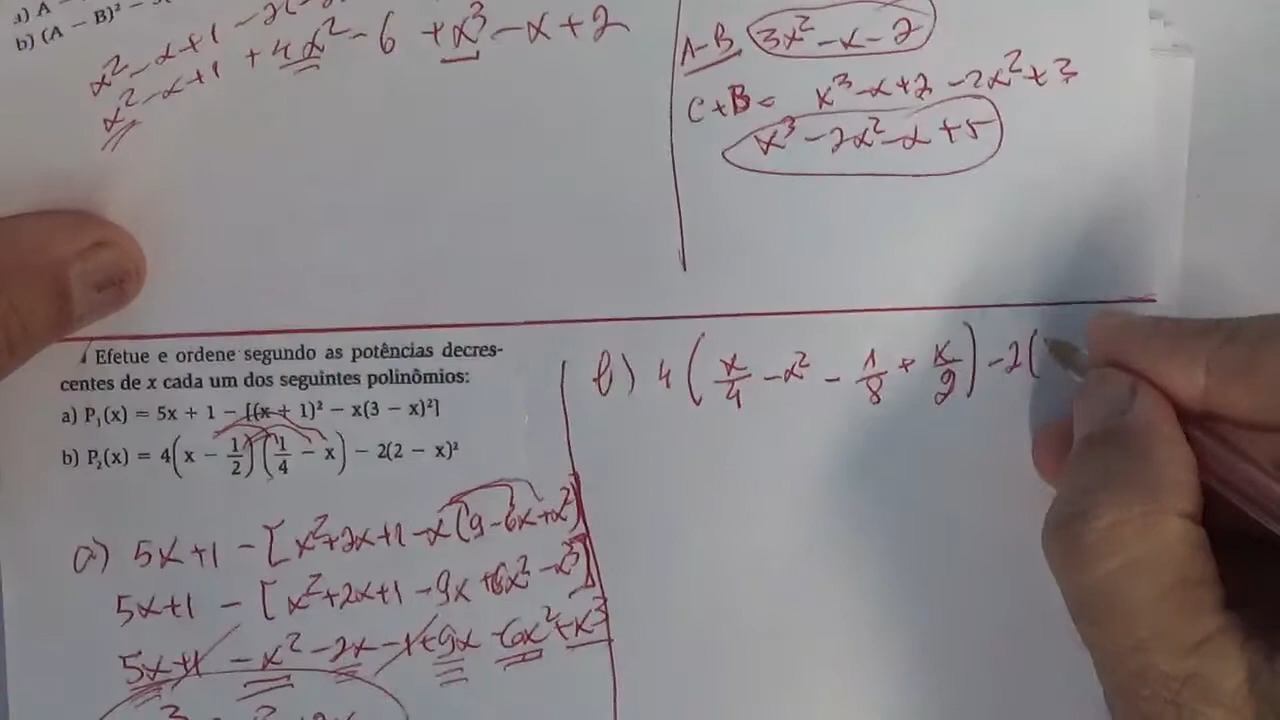 a) A –
b) (A – B)² –
x² – x + 1 – 2(
x² – x + 1 + 4x² – 6 + x³ – x + 2
A – B 3x² – x – 2
C + B = x³ – x + 2 – 2x² + 3
x³ – 2x² – x + 5
Efetue e ordene segundo as potências decres-
centes de x cada um dos seguintes polinômios:
a) P₁(x) = 5x + 1 – [(x + 1)² – x(3 – x)²]
b) P₂(x) = 4(x – 1/2)(1/4 – x) – 2(2 – x)²
a) 5x + 1 – [x² + 2x + 1 – x(9 – 6x + x²)]
5x + 1 – [x² + 2x + 1 – 9x + 6x² – x³]
5x + 1 – x² – 2x – 1 + 9x – 6x² + x³
b) 4(x/4 – x² – 1/8 + x/2) – 2(